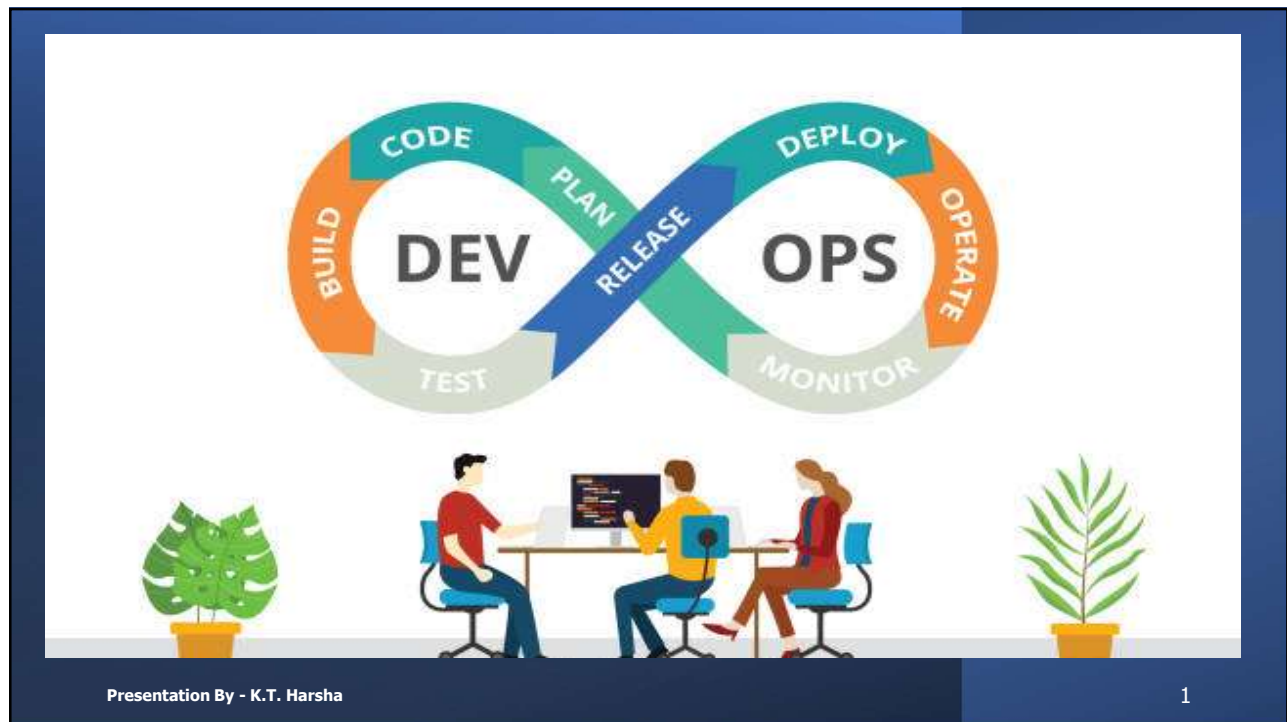 CODE
DEPLOY
PLAN
BUILD
DEV
RELEASE
OPS
OPERATE
TEST
MONITOR
Presentation By - K.T. Harsha
1